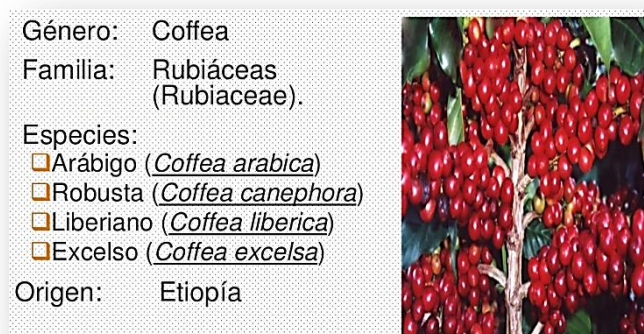 Género: Coffea
Familia: Rubiáceas
(Rubiaceae).
Especies:
❑Arábigo (Coffea arabica)
❑Robusta (Coffea canephora)
❑Liberiano (Coffea liberica)
❑Excelso (Coffea excelsa)
Origen: Etiopía